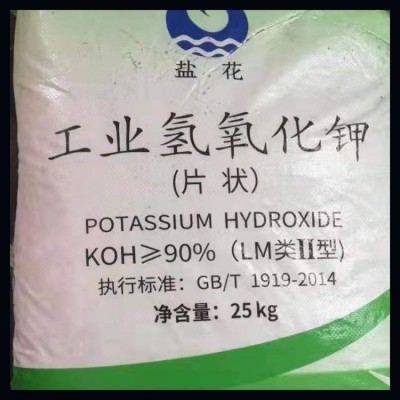 盐花
工业氢氧化钾
(片状)
POTASSIUM HYDROXIDE
KOH≥90% (LM类II型)
执行标准: GB/T 1919-2014
净含量: 25kg